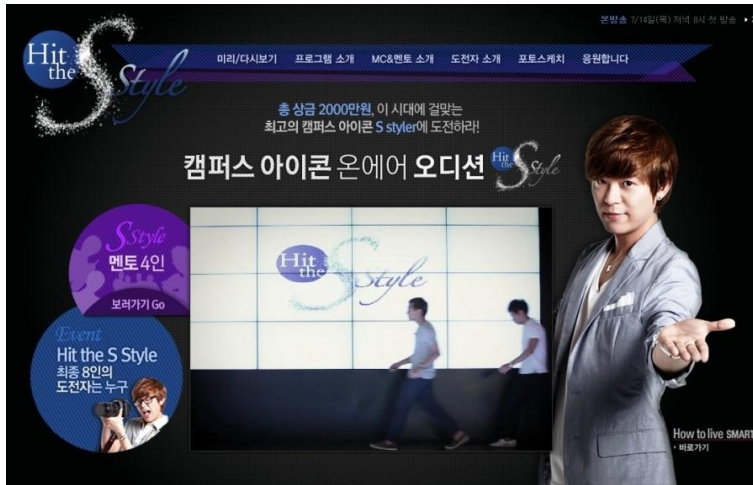 Hit
the
S Style
본방송 7/14일(목) 저녁 8시 첫 방송
미리/다시보기 프로그램 소개 MC&멘토 소개 도전자 소개 포토스케치 응원합니다
총 상금 2000만원, 이 시대에 걸맞는
최고의 캠퍼스 아이콘 S styler에 도전하라!
캠퍼스 아이콘 온에어 오디션 Hit the S Style
S Style
멘토 4인
보러가기 Go
Hit
the
S Style
Event
Hit the S Style
최종 8인의
도전자는 누구
How to live SMART
· 바로가기